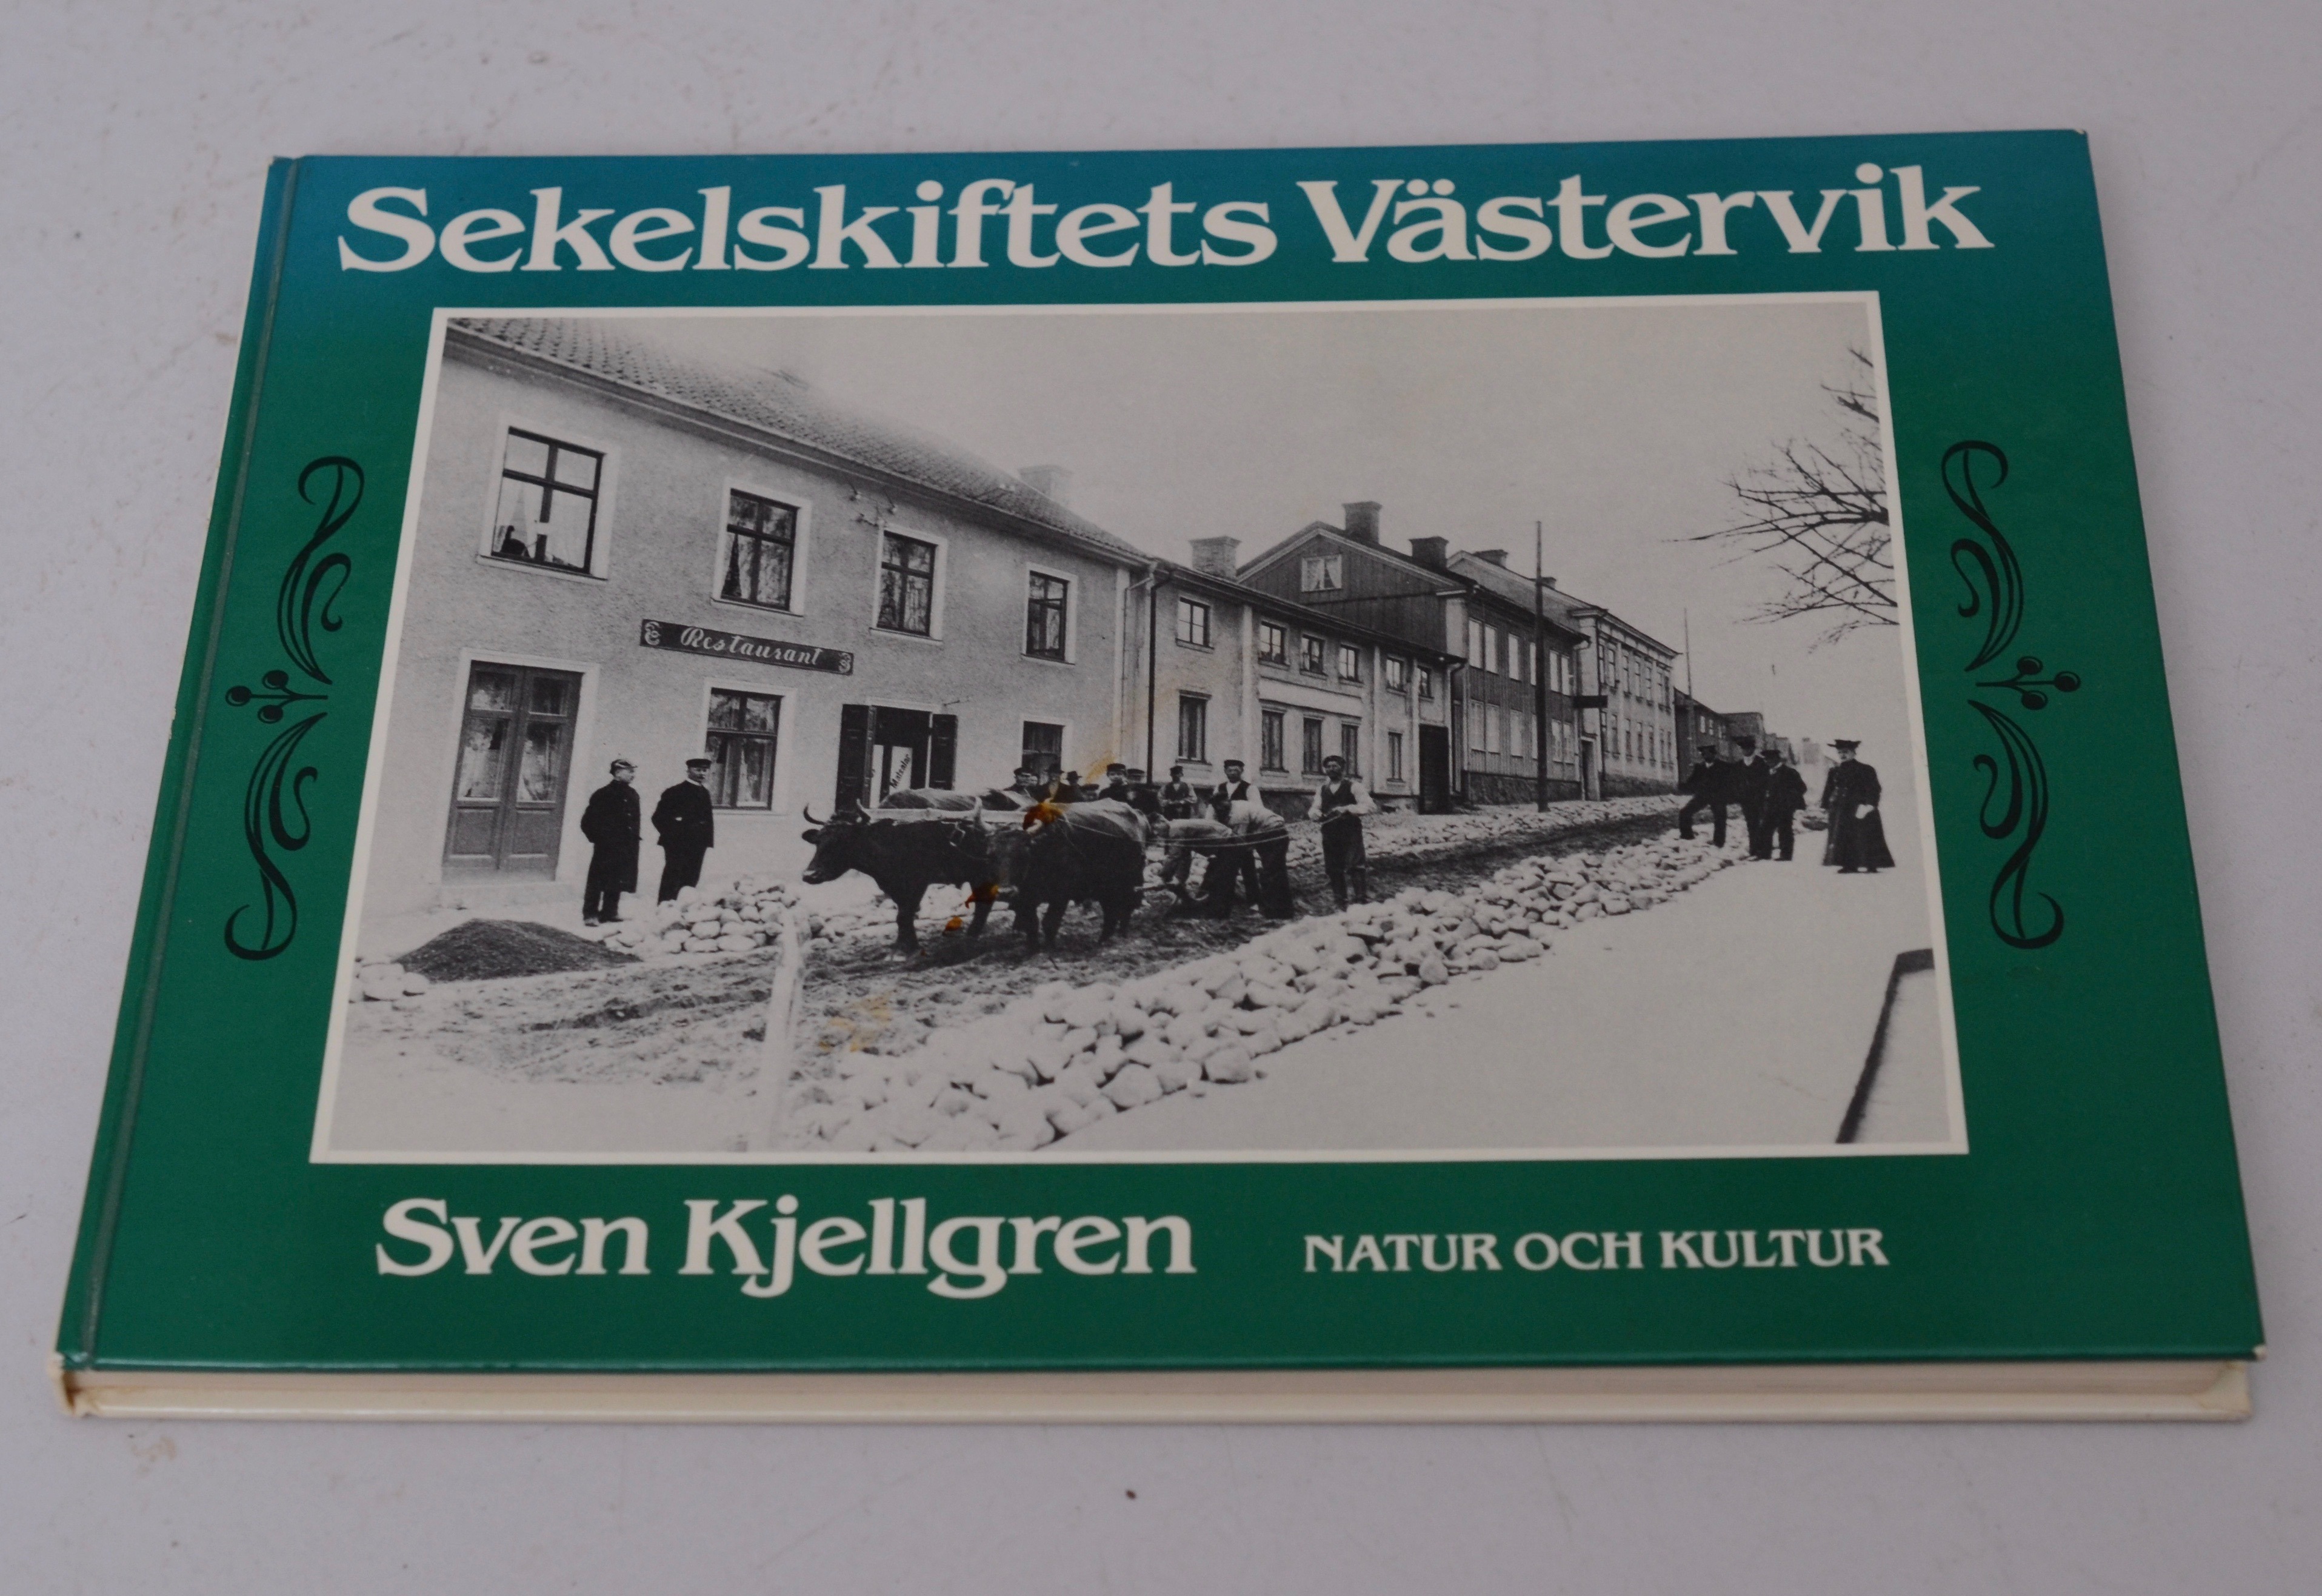 Sekelskiftets Västervik
Restaurant
Sven Kjellgren
NATUR OCH KULTUR